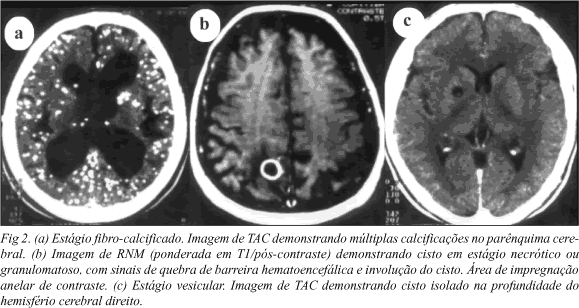 a
b
c
CONTRASTE
0.5T
Fig 2. (a) Estágio fibro-calcificado. Imagem de TAC demonstrando múltiplas calcificações no parênquima cere-
bral. (b) Imagem de RNM (ponderada em T1/pós-contraste) demonstrando cisto em estágio necrótico ou
granulomatoso, com sinais de quebra de barreira hematoencefálica e involução do cisto. Área de impregnação
anelar de contraste. (c) Estágio vesicular. Imagem de TAC demonstrando cisto isolado na profundidade do
hemisfério cerebral direito.